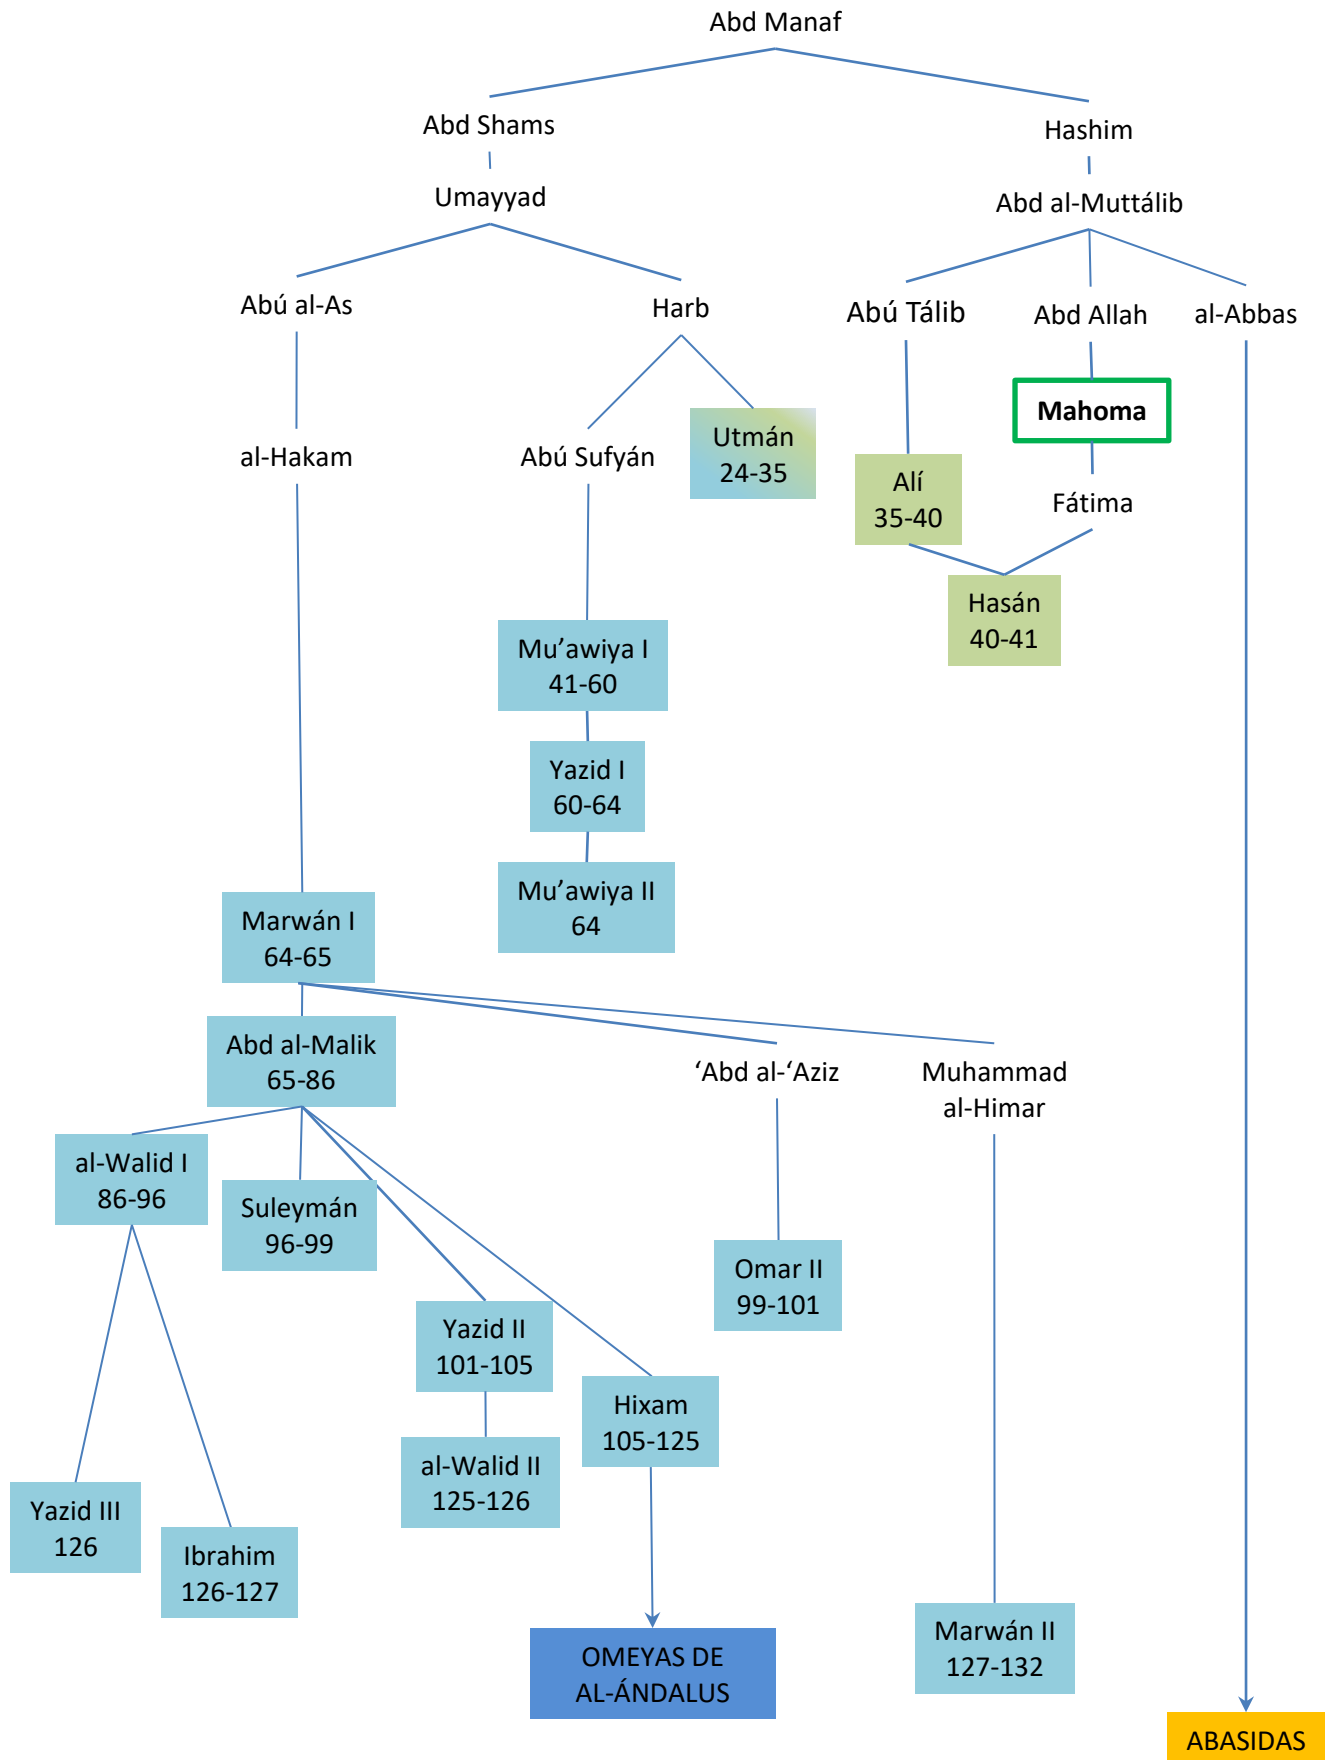 Abd Manaf
Abd Shams
Hashim
Umayyad
Abd al-Muttálib
Abú al-As
Harb
Abú Tálib
Abd Allah
al-Abbas
Mahoma
Utmán
24-35
al-Hakam
Abú Sufyán
Alí
35-40
Fátima
Hasán
40-41
Mu’awiya I
41-60
Yazid I
60-64
Mu’awiya II
64
Marwán I
64-65
Abd al-Malik
65-86
‘Abd al-‘Aziz
Muhammad
al-Himar
al-Walid I
86-96
Suleymán
96-99
Omar II
99-101
Yazid II
101-105
Hixam
105-125
al-Walid II
125-126
Yazid III
126
Ibrahim
126-127
Marwán II
127-132
OMEYAS DE
AL-ÁNDALUS
ABASIDAS